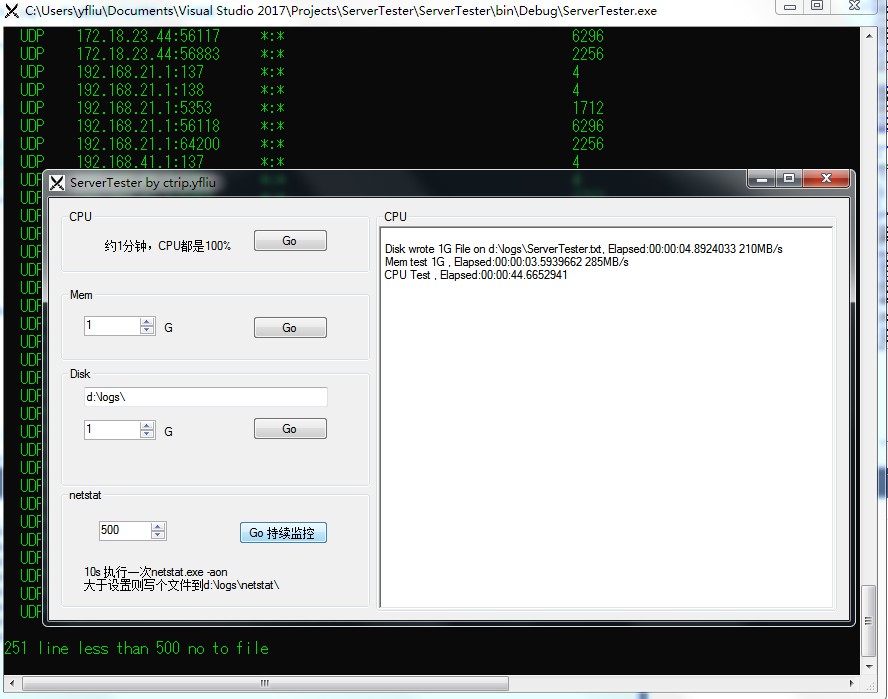 C:\Users\yfliu\Documents\Visual Studio 2017\Projects\ServerTester\ServerTester\bin\Debug\ServerTester.exe
UDP 172.18.23.44:56117 *:* 6296
UDP 172.18.23.44:56883 *:* 2256
UDP 192.168.21.1:137 *:* 4
UDP 192.168.21.1:138 *:* 4
UDP 192.168.21.1:5353 *:* 1712
UDP 192.168.21.1:56118 *:* 6296
UDP 192.168.21.1:64200 *:* 2256
UDP 192.168.41.1:137 *:* 4
ServerTester by ctrip.yfliu
CPU
约1分钟，CPU都是100% Go
Mem
1 G Go
Disk
d:\logs\
1 G Go
netstat
500 Go 持续监控
10s 执行一次netstat.exe -aon
大于设置则写个文件到d:\logs\netstat\
CPU
Disk wrote 1G File on d:\logs\ServerTester.txt, Elapsed:00:00:04.8924033 210MB/s
Mem test 1G , Elapsed:00:00:03.5939662 285MB/s
CPU Test , Elapsed:00:00:44.6652941
251 line less than 500 no to file